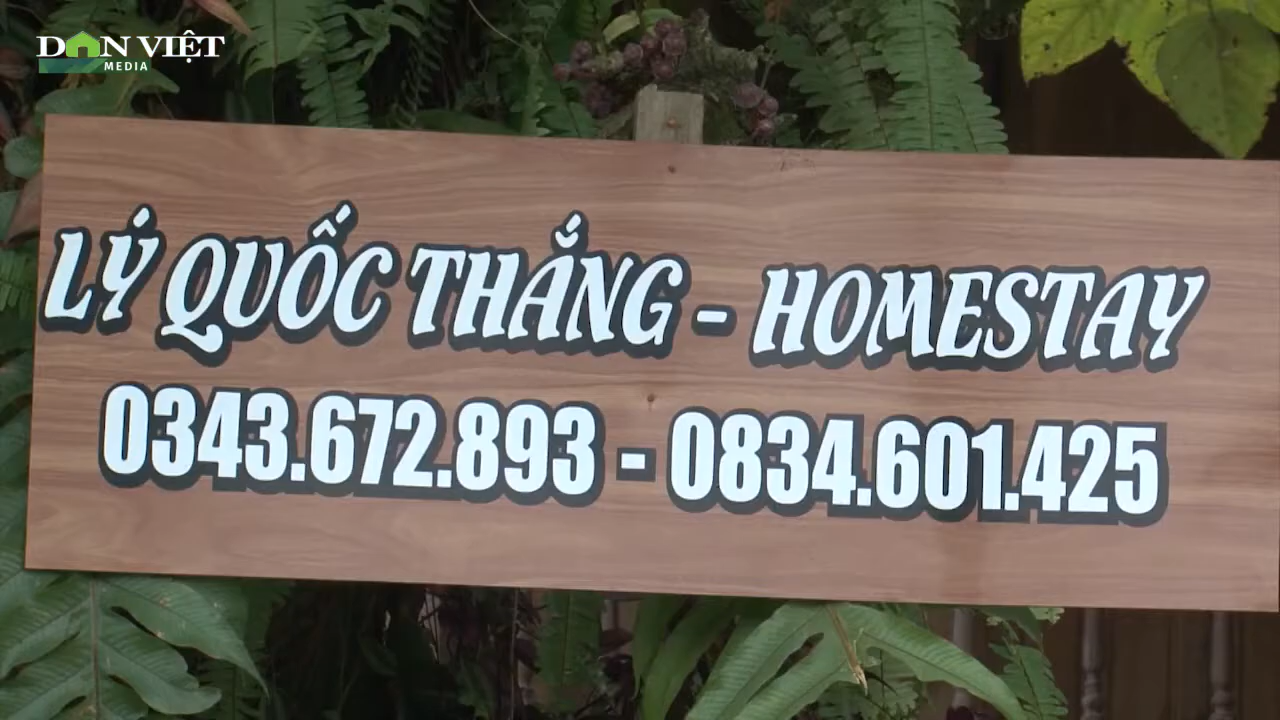 DÂN VIỆT
MEDIA
LÝ QUỐC THẮNG - HOMESTAY
0343.672.893 - 0834.601.425